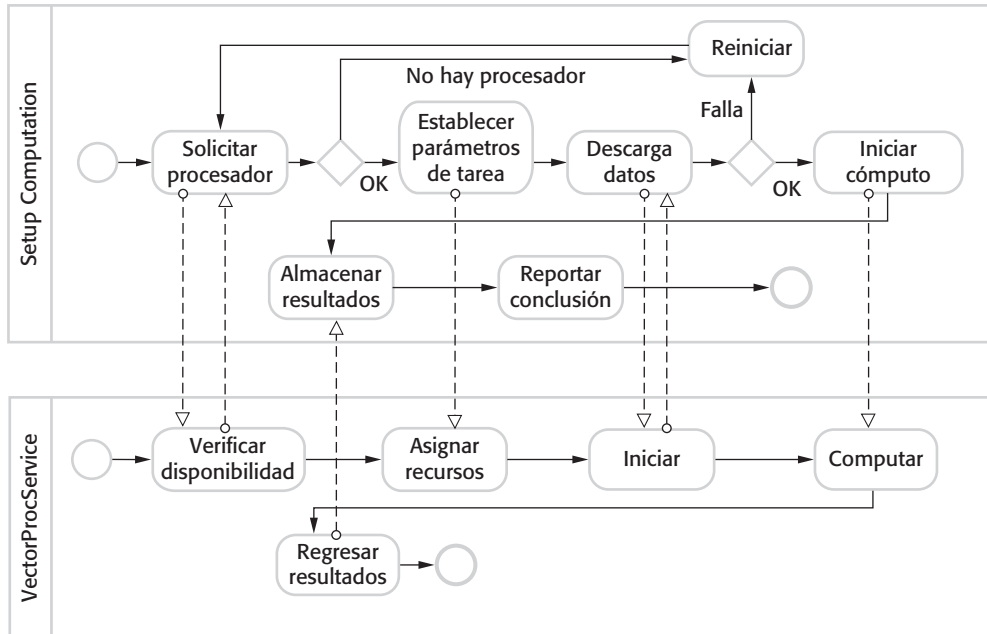 Setup Computation
Reiniciar
No hay procesador
Falla
Solicitar
procesador
OK
Establecer
parámetros
de tarea
Descarga
datos
OK
Iniciar
cómputo
Almacenar
resultados
Reportar
conclusión
VectorProcService
Verificar
disponibilidad
Asignar
recursos
Iniciar
Computar
Regresar
resultados